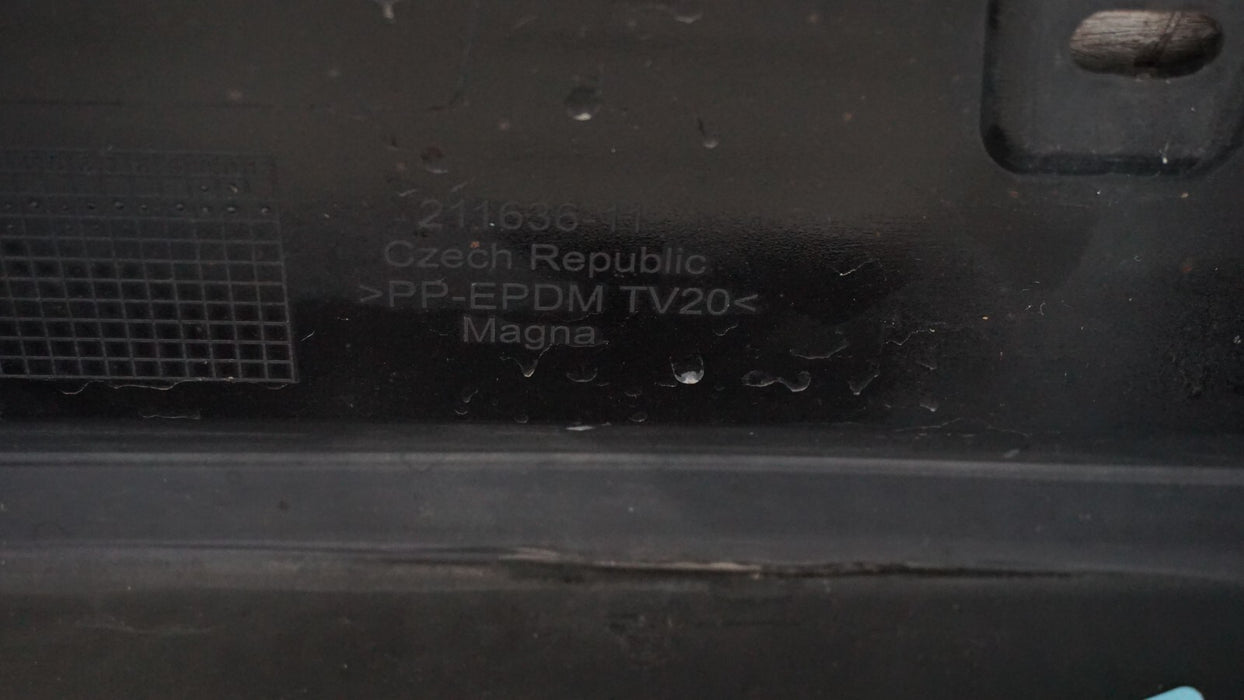 211636-11
Czech Republic
>PP-EPDM TV20<
Magna